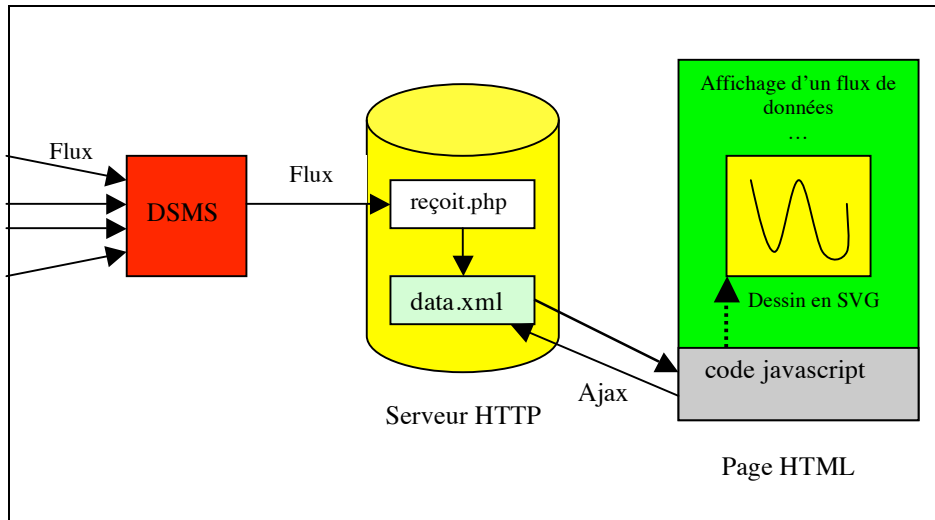 Flux
DSMS
Flux
reçoit.php
data.xml
Serveur HTTP
Ajax
Affichage d’un flux de
données
…
Dessin en SVG
code javascript
Page HTML